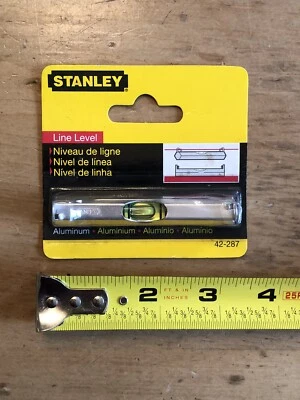 STANLEY
Line Level
Niveau de ligne
Nivel de línea
Nivel de linha
Aluminum - Aluminium - Aluminio - Alumínio
42-287
2 3 4
FT & IN
INCHES
25